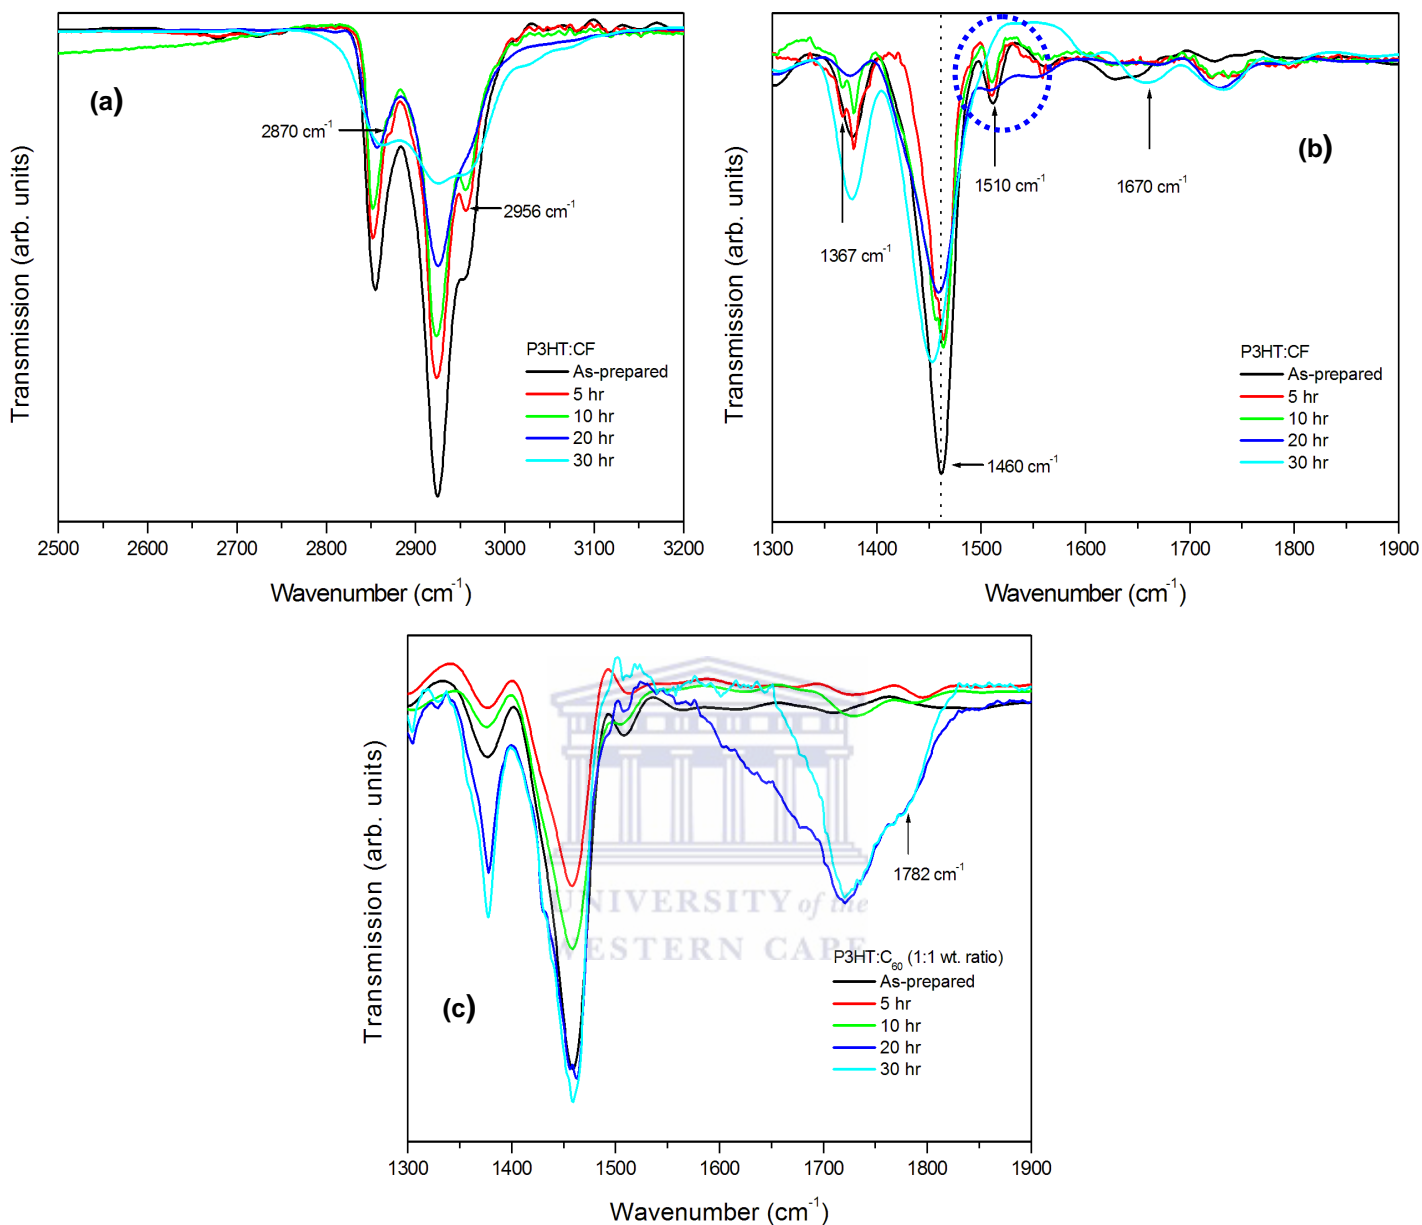 (a)
2870 cm⁻¹
2956 cm⁻¹
P3HT:CF
As-prepared
5 hr
10 hr
20 hr
30 hr
Transmission (arb. units)
2500 2600 2700 2800 2900 3000 3100 3200
Wavenumber (cm⁻¹)
(b)
1510 cm⁻¹
1670 cm⁻¹
1367 cm⁻¹
1460 cm⁻¹
P3HT:CF
As-prepared
5 hr
10 hr
20 hr
30 hr
Transmission (arb. units)
1300 1400 1500 1600 1700 1800 1900
Wavenumber (cm⁻¹)
(c)
1782 cm⁻¹
UNIVERSITY of the
WESTERN CAPE
P3HT:C₆₀ (1:1 wt. ratio)
As-prepared
5 hr
10 hr
20 hr
30 hr
Transmission (arb. units)
1300 1400 1500 1600 1700 1800 1900
Wavenumber (cm⁻¹)